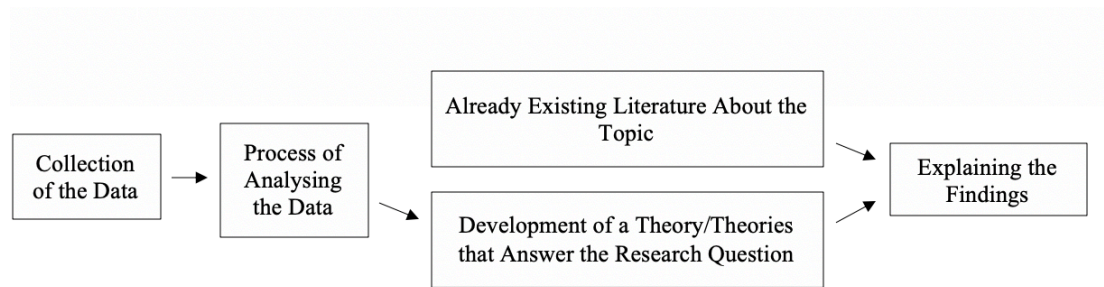 Collection
of the Data
Process of
Analysing
the Data
Already Existing Literature About the
Topic
Development of a Theory/Theories
that Answer the Research Question
Explaining the
Findings